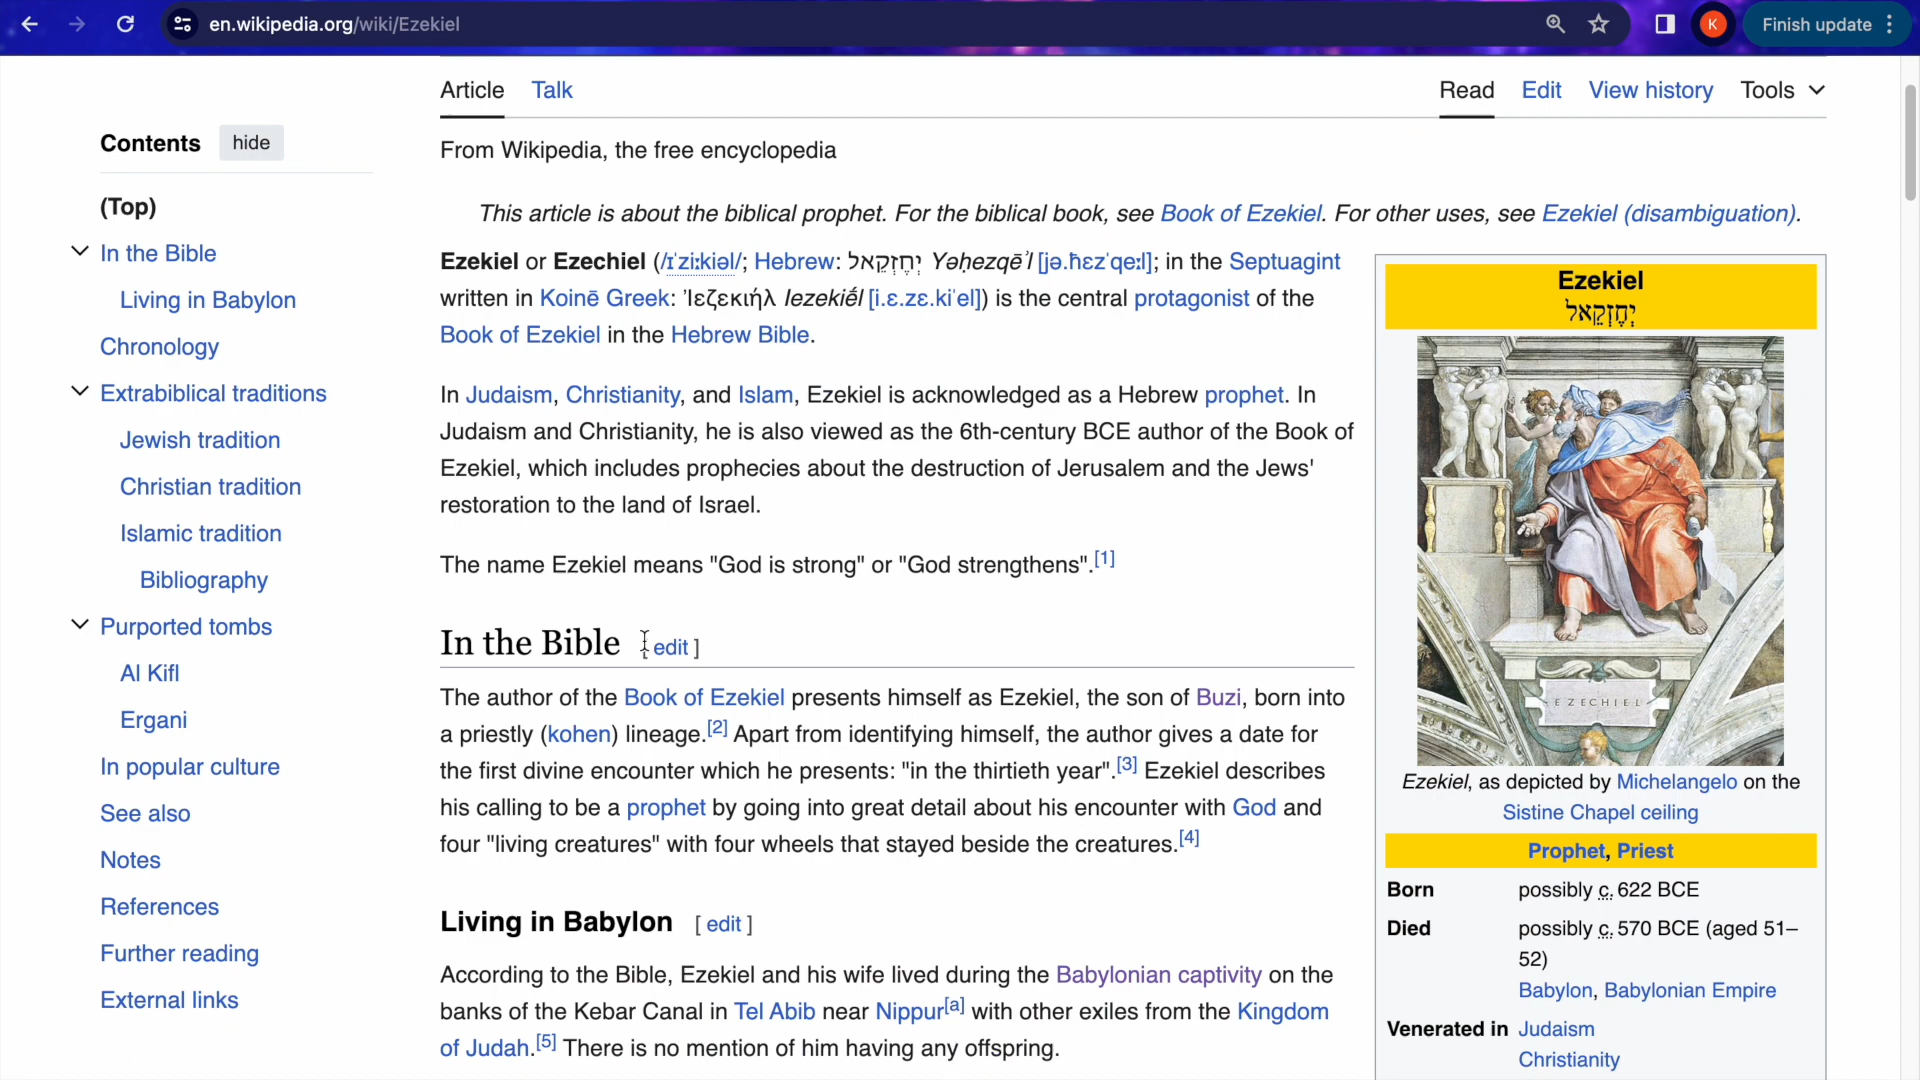 en.wikipedia.org/wiki/Ezekiel
K
Finish update
Article Talk
Read Edit View history Tools
Contents hide
(Top)
In the Bible
Living in Babylon
Chronology
Extrabiblical traditions
Jewish tradition
Christian tradition
Islamic tradition
Bibliography
Purported tombs
Al Kifl
Ergani
In popular culture
See also
Notes
References
Further reading
External links
From Wikipedia, the free encyclopedia
This article is about the biblical prophet. For the biblical book, see Book of Ezekiel. For other uses, see Ezekiel (disambiguation).
Ezekiel or Ezechiel (/ɪˈziːkiəl/; Hebrew: יְחֶזְקֵאל Yəḥezqēʾl [jə.ħɛzˈqeːl]; in the Septuagint
written in Koinē Greek: Ἰεζεκιήλ Iezekiḗl [i.ɛ.zɛ.kiˈel]) is the central protagonist of the
Book of Ezekiel in the Hebrew Bible.
In Judaism, Christianity, and Islam, Ezekiel is acknowledged as a Hebrew prophet. In
Judaism and Christianity, he is also viewed as the 6th-century BCE author of the Book of
Ezekiel, which includes prophecies about the destruction of Jerusalem and the Jews'
restoration to the land of Israel.
The name Ezekiel means "God is strong" or "God strengthens".[1]
In the Bible [ edit ]
The author of the Book of Ezekiel presents himself as Ezekiel, the son of Buzi, born into
a priestly (kohen) lineage.[2] Apart from identifying himself, the author gives a date for
the first divine encounter which he presents: "in the thirtieth year".[3] Ezekiel describes
his calling to be a prophet by going into great detail about his encounter with God and
four "living creatures" with four wheels that stayed beside the creatures.[4]
Living in Babylon [ edit ]
According to the Bible, Ezekiel and his wife lived during the Babylonian captivity on the
banks of the Kebar Canal in Tel Abib near Nippur[a] with other exiles from the Kingdom
of Judah.[5] There is no mention of him having any offspring.
Ezekiel
יְחֶזְקֵאל
EZECHIEL
Ezekiel, as depicted by Michelangelo on the
Sistine Chapel ceiling
Prophet, Priest
Born possibly c. 622 BCE
Died possibly c. 570 BCE (aged 51–
52)
Babylon, Babylonian Empire
Venerated in Judaism
Christianity